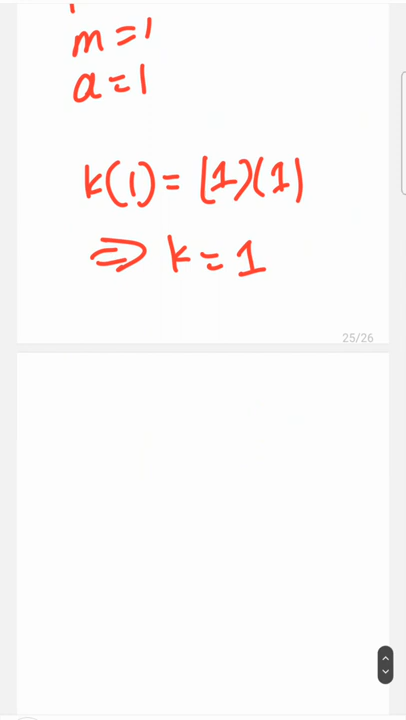 m = 1
a = 1
k(1) = (1)(1)
⇒ k = 1
25/26